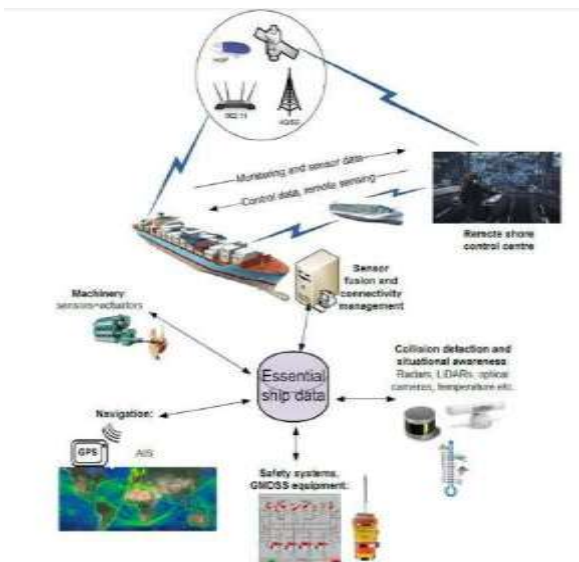 HAP
802.11
4G/5G
Monitoring and sensor data
Control data, remote sensing
Remote shore
control centre
Sensor
fusion and
connectivity
management
Machinery:
sensors+actuators
Collision detection and
situational awareness:
Radars, LiDARs, optical
cameras, temperature etc.
Essential
ship data
Navigation:
GPS
AIS
Safety systems,
GMDSS equipment: